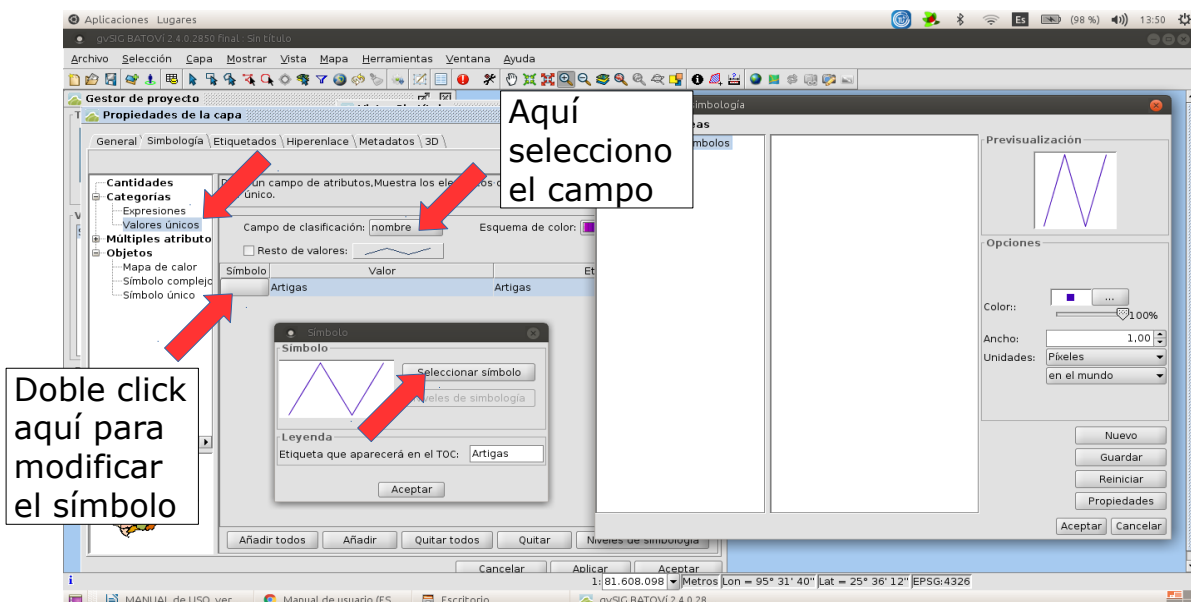 Aplicaciones Lugares
Es (98 %) 13:50
gvSIG BATOVÍ 2.4.0.2850 final : Sin título
Archivo Selección Capa Mostrar Vista Mapa Herramientas Ventana Ayuda
Gestor de proyecto
Propiedades de la capa
General Simbología Etiquetados Hiperenlace Metadatos 3D
Cantidades
Categorías
Expresiones
Valores únicos
Múltiples atributo
Objetos
Mapa de calor
Símbolo complejo
Símbolo único
un campo de atributos,Muestra los
único.
Campo de clasificación: nombre
Esquema de color:
Resto de valores:
Símbolo Valor Et
Artigas Artigas
Símbolo
Símbolo
Seleccionar símbolo
Niveles de simbología
Leyenda
Etiqueta que aparecerá en el TOC: Artigas
Aceptar
Añadir todos Añadir Quitar todos Quitar Niveles de simbología
Cancelar Aplicar Aceptar
Aquí
selecciono
el campo
Doble click
aquí para
modificar
el símbolo
imbología
eas
mbolos
Previsualización
Opciones
Color::
...
100%
Ancho: 1,00
Unidades: Píxeles
en el mundo
Nuevo
Guardar
Reiniciar
Propiedades
Aceptar Cancelar
1: 81.608.098 Metros Lon = 95° 31' 40" Lat = 25° 36' 12" EPSG:4326
MANUAL de USO ver Manual de usuario (ES Escritorio gvSIG BATOVÍ 2.4.0.28